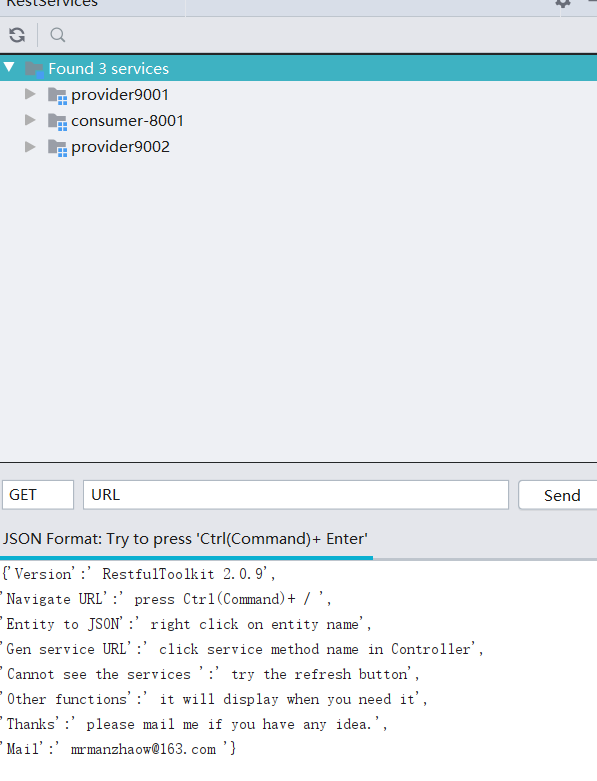 RestServices
Found 3 services
provider9001
consumer-8001
provider9002
GET URL Send
JSON Format: Try to press 'Ctrl(Command)+ Enter'
{'Version':' RestfulToolkit 2.0.9',
'Navigate URL':' press Ctrl(Command)+ / ',
'Entity to JSON':' right click on entity name',
'Gen service URL':' click service method name in Controller',
'Cannot see the services ':' try the refresh button',
'Other functions':' it will display when you need it',
'Thanks':' please mail me if you have any idea.',
'Mail':' mrmanzhaow@163.com '}